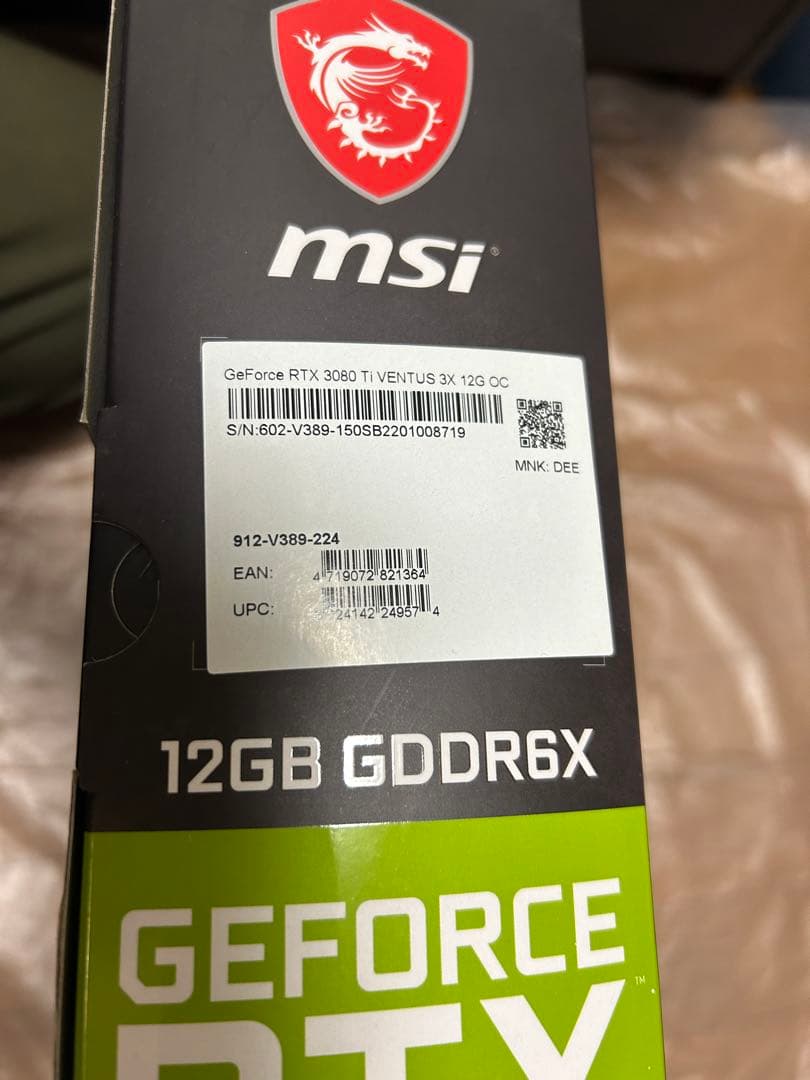 msi®
GeForce RTX 3080 Ti VENTUS 3X 12G OC
S/N:602-V389-150SB2201008719
MNK: DEE
912-V389-224
EAN: 4 719072 821364
UPC: 24142 24957 4
12GB GDDR6X
GEFORCE
RTX™